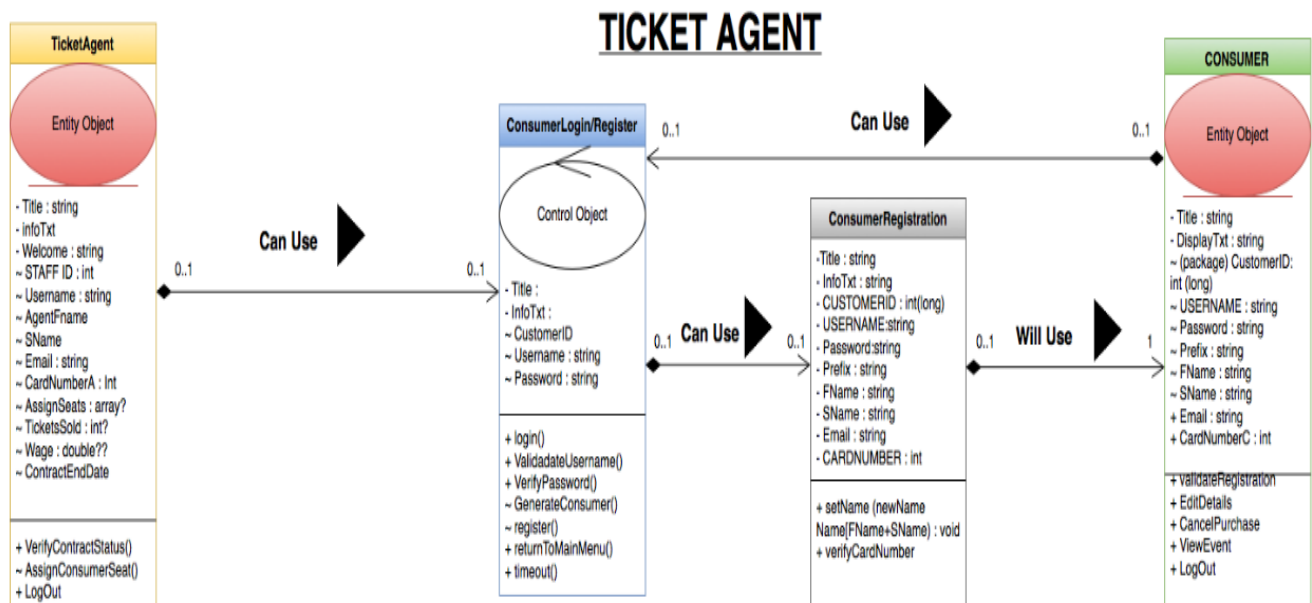 TICKET AGENT
TicketAgent
Entity Object
- Title : string
- infoTxt
- Welcome : string
~ STAFF ID : int
~ Username : string
~ AgentFname
~ SName
~ Email : string
~ CardNumberA : Int
~ AssignSeats : array?
~ TicketsSold : int?
~ Wage : double??
~ ContractEndDate
+ VerifyContractStatus()
~ AssignConsumerSeat()
+ LogOut
Can Use
0..1
0..1
ConsumerLogin/Register
Control Object
- Title :
- InfoTxt :
~ CustomerID
~ Username : string
~ Password : string
+ login()
+ ValidadateUsername()
+ VerifyPassword()
~ GenerateConsumer()
~ register()
+ returnToMainMenu()
+ timeout()
0..1
Can Use
0..1
0..1
Can Use
0..1
ConsumerRegistration
-Title : string
- InfoTxt : string
- CUSTOMERID : int(long)
- USERNAME:string
- Password:string
- Prefix : string
- FName : string
- SName : string
- Email : string
- CARDNUMBER : int
+ setName (newName
Name[FName+SName) : void
+ verifyCardNumber
0..1
Will Use
1
CONSUMER
Entity Object
- Title : string
- DisplayTxt : string
~ (package) CustomerID:
int (long)
~ USERNAME : string
~ Password : string
~ Prefix : string
~ FName : string
~ SName : string
+ Email : string
+ CardNumberC : int
+ validateRegistration
+ EditDetails
+ CancelPurchase
+ ViewEvent
+ LogOut